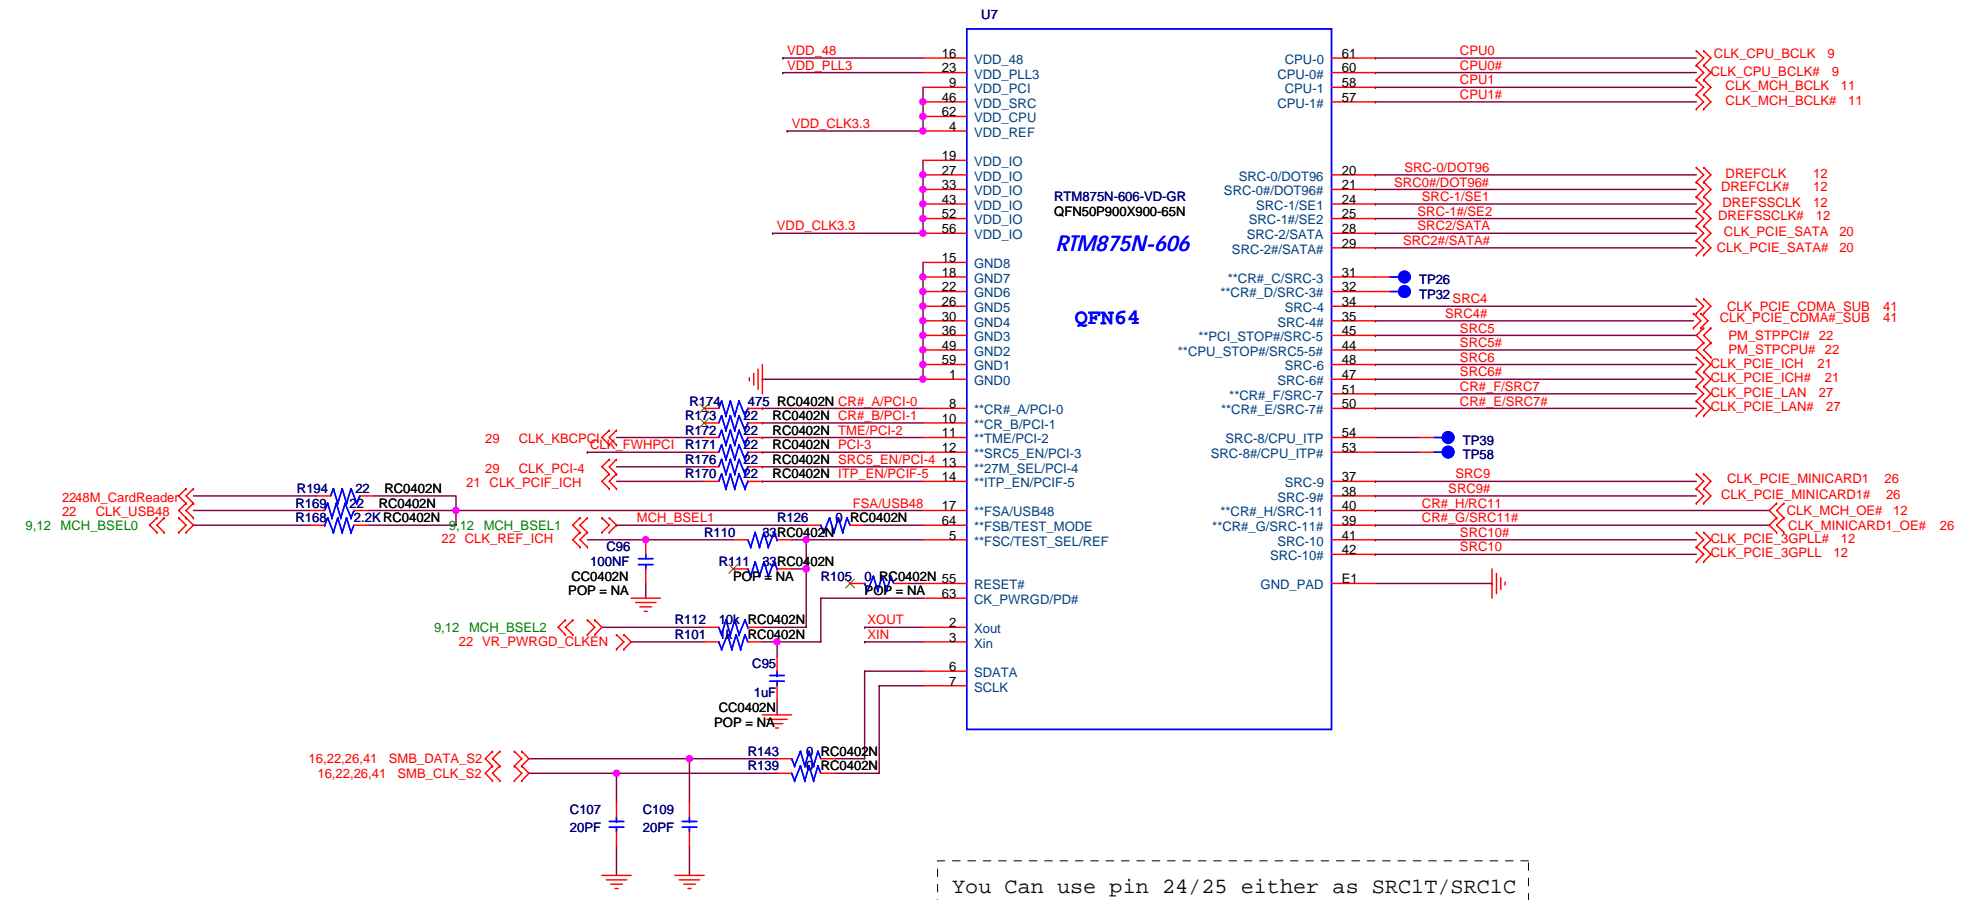 U7
VDD_48 16 VDD_48
VDD_PLL3 23 VDD_PLL3
9 VDD_PCI
46 VDD_SRC
62 VDD_CPU
VDD_CLK3.3 4 VDD_REF
19 VDD_IO
27 VDD_IO
33 VDD_IO
43 VDD_IO
52 VDD_IO
VDD_CLK3.3 56 VDD_IO
15 GND8
18 GND7
22 GND6
26 GND5
30 GND4
36 GND3
49 GND2
59 GND1
1 GND0
R174 475 RC0402N CR#_A/PCI-0 8 **CR#_A/PCI-0
R173 22 RC0402N CR#_B/PCI-1 10 **CR_B/PCI-1
29 CLK_KBCPCI R172 22 RC0402N TME/PCI-2 11 **TME/PCI-2
CLK_FWHPCI R171 22 RC0402N PCI-3 12 **SRC5_EN/PCI-3
29 CLK_PCI-4 R176 22 RC0402N SRC5_EN/PCI-4 13 **27M_SEL/PCI-4
21 CLK_PCIF_ICH R170 22 RC0402N ITP_EN/PCIF-5 14 **ITP_EN/PCIF-5
2248M_CardReader R194 22 RC0402N
22 CLK_USB48 R169 22 RC0402N FSA/USB48 17 **FSA/USB48
9,12 MCH_BSEL0 R168 2.2K RC0402N
9,12 MCH_BSEL1 MCH_BSEL1 R126 0 RC0402N 64 **FSB/TEST_MODE
22 CLK_REF_ICH R110 33 RC0402N 5 **FSC/TEST_SEL/REF
C96
100NF
CC0402N
POP = NA
R111 33 RC0402N
POP = NA
R105 0 RC0402N 55 RESET#
POP = NA
63 CK_PWRGD/PD#
9,12 MCH_BSEL2 R112 10k RC0402N
22 VR_PWRGD_CLKEN R101 RC0402N
XOUT 2 Xout
XIN 3 Xin
C95
1uF
CC0402N
POP = NA
6 SDATA
7 SCLK
16,22,26,41 SMB_DATA_S2 R143 0 RC0402N
16,22,26,41 SMB_CLK_S2 R139 0 RC0402N
C107
20PF
C109
20PF
RTM875N-606-VD-GR
QFN50P900X900-65N
RTM875N-606
QFN64
CPU-0 61 CPU0 CLK_CPU_BCLK 9
CPU-0# 60 CPU0# CLK_CPU_BCLK# 9
CPU-1 58 CPU1 CLK_MCH_BCLK 11
CPU-1# 57 CPU1# CLK_MCH_BCLK# 11
SRC-0/DOT96 20 SRC-0/DOT96 DREFCLK 12
SRC-0#/DOT96# 21 SRC0#/DOT96# DREFCLK# 12
SRC-1/SE1 24 SRC-1/SE1 DREFSSCLK 12
SRC-1#/SE2 25 SRC-1#/SE2 DREFSSCLK# 12
SRC-2/SATA 28 SRC2/SATA CLK_PCIE_SATA 20
SRC-2#/SATA# 29 SRC2#/SATA# CLK_PCIE_SATA# 20
**CR#_C/SRC-3 31 TP26
**CR#_D/SRC-3# 32 TP32
SRC-4 34 SRC4 CLK_PCIE_CDMA_SUB 41
SRC-4# 35 SRC4# CLK_PCIE_CDMA#_SUB 41
**PCI_STOP#/SRC-5 45 SRC5 PM_STPPCI# 22
**CPU_STOP#/SRC5-5# 44 SRC5# PM_STPCPU# 22
SRC-6 48 SRC6 CLK_PCIE_ICH 21
SRC-6# 47 SRC6# CLK_PCIE_ICH# 21
**CR#_F/SRC-7 51 CR#_F/SRC7 CLK_PCIE_LAN 27
**CR#_E/SRC-7# 50 CR#_E/SRC7# CLK_PCIE_LAN# 27
SRC-8/CPU_ITP 54 TP39
SRC-8#/CPU_ITP# 53 TP58
SRC-9 37 SRC9 CLK_PCIE_MINICARD1 26
SRC-9# 38 SRC9# CLK_PCIE_MINICARD1# 26
**CR#_H/SRC-11 40 CR#_H/RC11 CLK_MCH_OE# 12
**CR#_G/SRC-11# 39 CR#_G/SRC11# CLK_MINICARD1_OE# 26
SRC-10 41 SRC10# CLK_PCIE_3GPLL# 12
SRC-10# 42 SRC10 CLK_PCIE_3GPLL 12
GND_PAD E1
You Can use pin 24/25 either as SRC1T/SRC1C